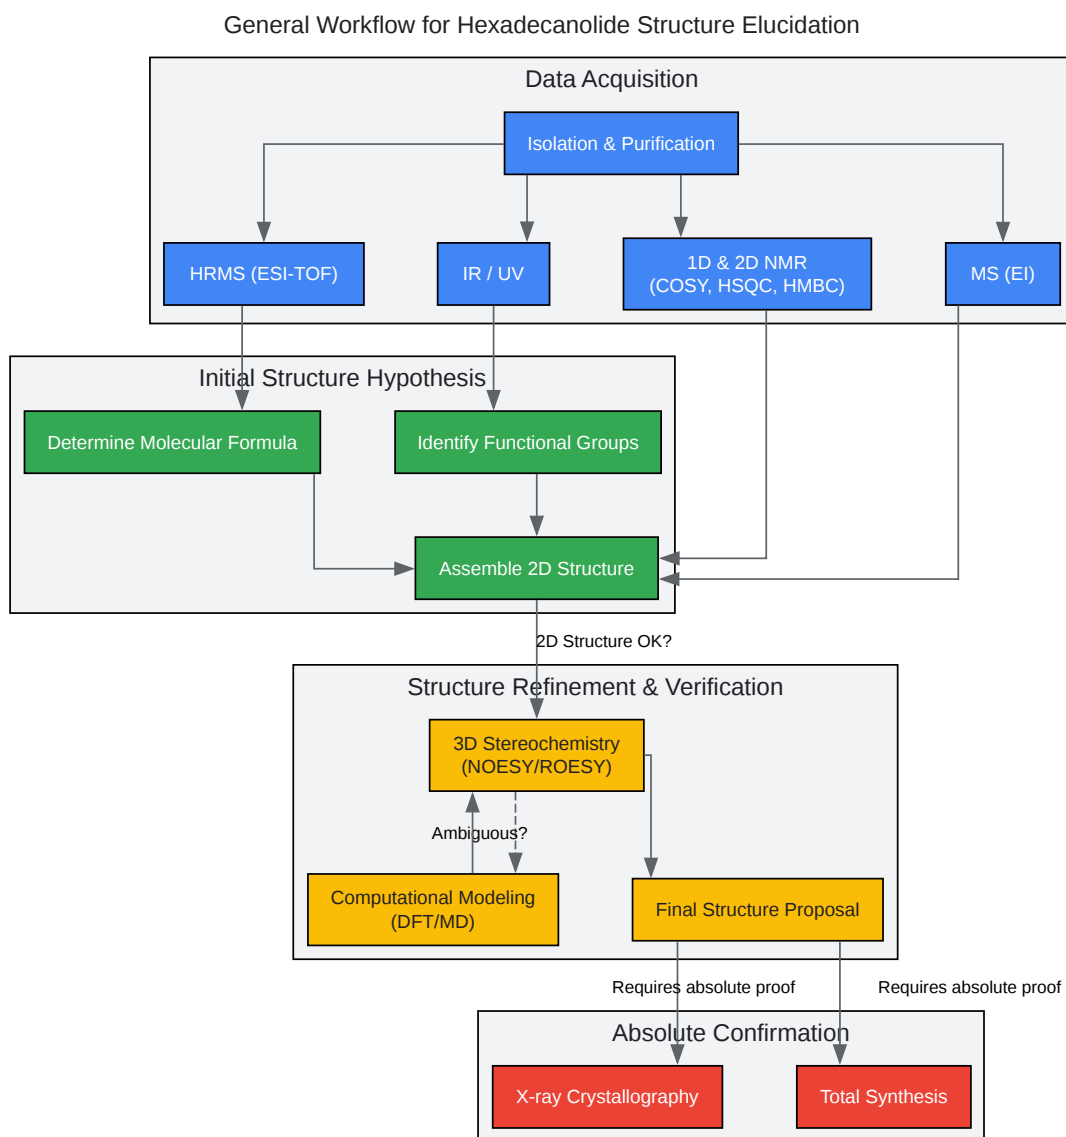 General Workflow for Hexadecanolide Structure Elucidation
Data Acquisition
Isolation & Purification
HRMS (ESI-TOF)
IR / UV
1D & 2D NMR
(COSY, HSQC, HMBC)
MS (EI)
Initial Structure Hypothesis
Determine Molecular Formula
Identify Functional Groups
Assemble 2D Structure
2D Structure OK?
Structure Refinement & Verification
3D Stereochemistry
(NOESY/ROESY)
Ambiguous?
Computational Modeling
(DFT/MD)
Final Structure Proposal
Requires absolute proof
Requires absolute proof
Absolute Confirmation
X-ray Crystallography
Total Synthesis